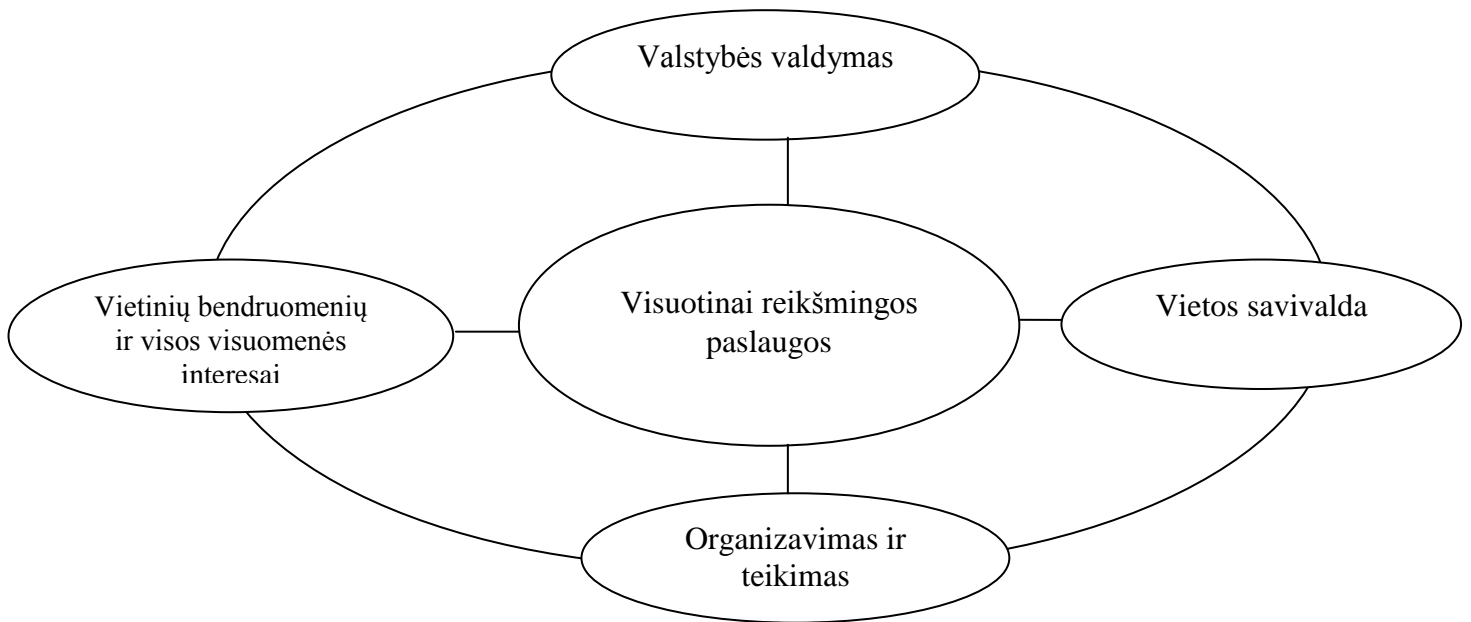 Valstybės valdymas
Vietinių bendruomenių
ir visos visuomenės
interesai
Visuotinai reikšmingos
paslaugos
Vietos savivalda
Organizavimas ir
teikimas